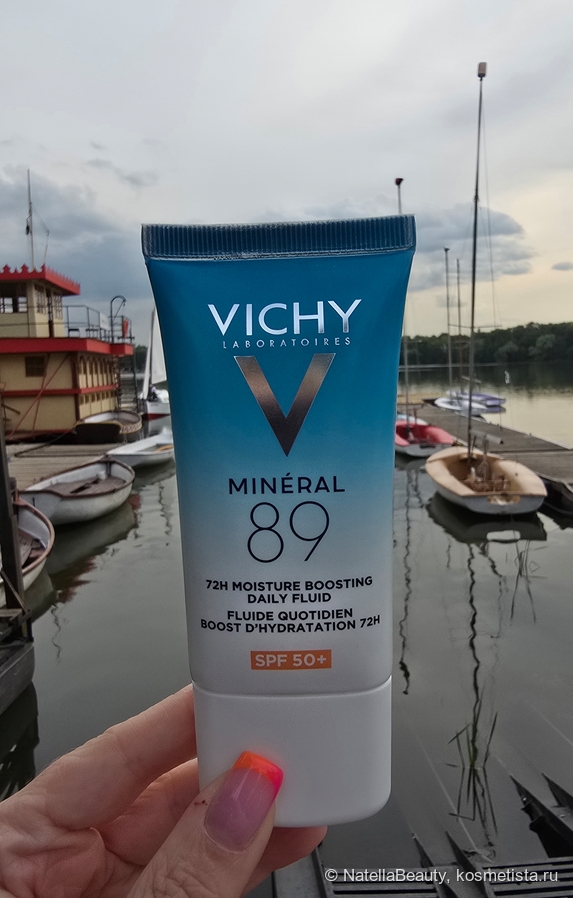 VICHY
LABORATOIRES
V
MINÉRAL
89
72H MOISTURE BOOSTING
DAILY FLUID
FLUIDE QUOTIDIEN
BOOST D'HYDRATATION 72H
SPF 50+
© NatellaBeauty, kosmetista.ru